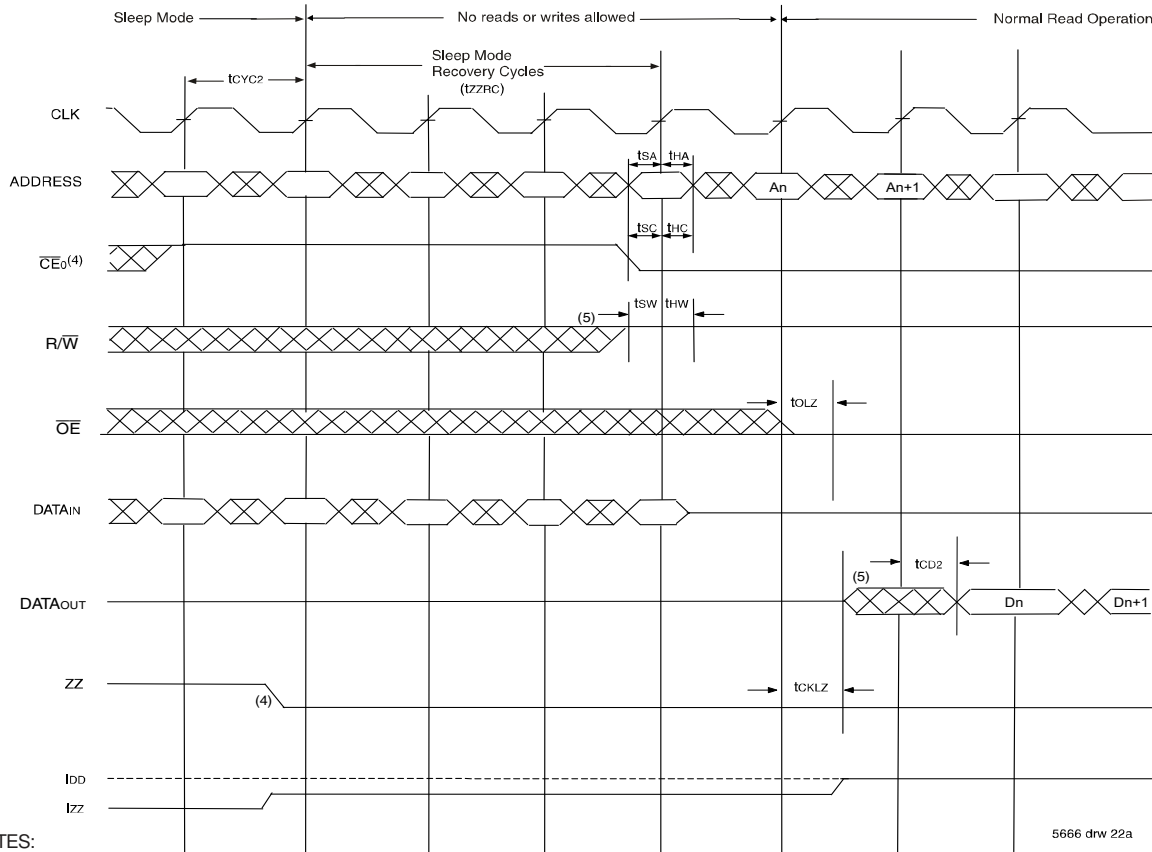 Sleep Mode No reads or writes allowed Normal Read Operation
Sleep Mode
Recovery Cycles
(tZZRC)
tCYC2
CLK
tSA tHA
ADDRESS An An+1
tSC tHC
CE0(4)
tSW tHW
(5)
R/W
tOLZ
OE
DATAIN
(5) tCD2
DATAOUT Dn Dn+1
ZZ
(4) tCKLZ
IDD
IZZ
5666 drw 22a
TES: